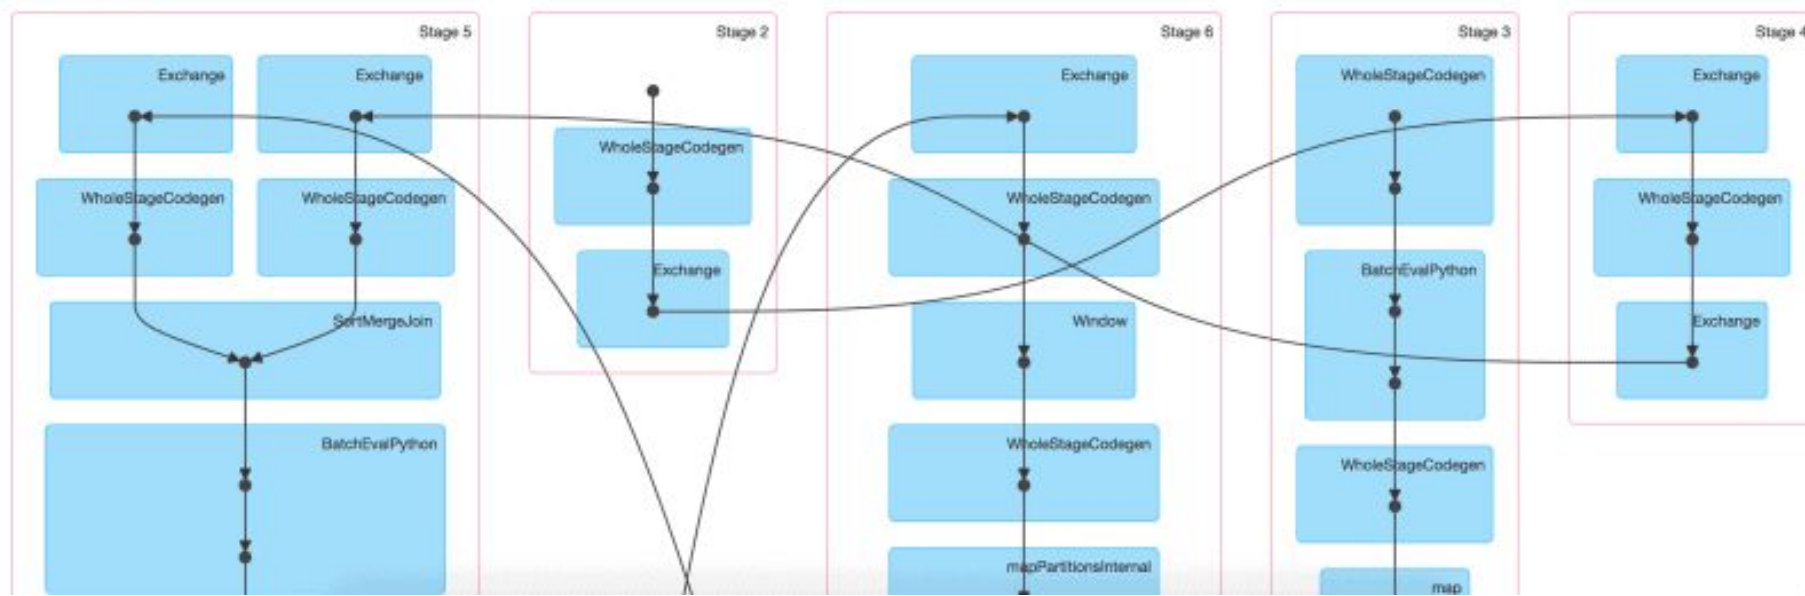 Stage 5
Exchange
Exchange
WholeStageCodegen
WholeStageCodegen
SortMergeJoin
BatchEvalPython
Stage 2
WholeStageCodegen
Exchange
Stage 6
Exchange
WholeStageCodegen
Window
WholeStageCodegen
mapPartitionsInternal
Stage 3
WholeStageCodegen
BatchEvalPython
WholeStageCodegen
map
Stage 4
Exchange
WholeStageCodegen
Exchange